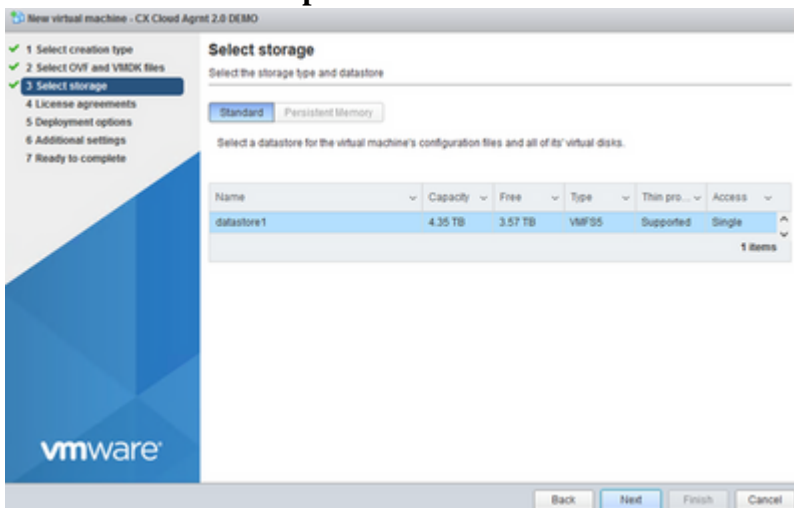 New virtual machine - CX Cloud Agrnt 2.0 DEMO
1 Select creation type
2 Select OVF and VMDK files
3 Select storage
4 License agreements
5 Deployment options
6 Additional settings
7 Ready to complete
vmware
Select storage
Select the storage type and datastore
Standard Persistent Memory
Select a datastore for the virtual machine's configuration files and all of its' virtual disks.
Name Capacity Free Type Thin pro... Access
datastore1 4.35 TB 3.57 TB VMFS5 Supported Single
1 items
Back Next Finish Cancel